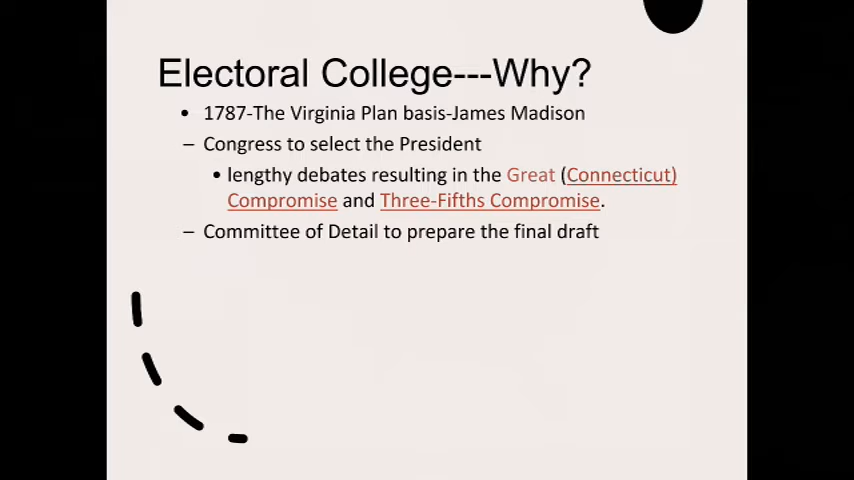 Electoral College---Why?
• 1787-The Virginia Plan basis-James Madison
– Congress to select the President
• lengthy debates resulting in the Great (Connecticut)
Compromise and Three-Fifths Compromise.
– Committee of Detail to prepare the final draft